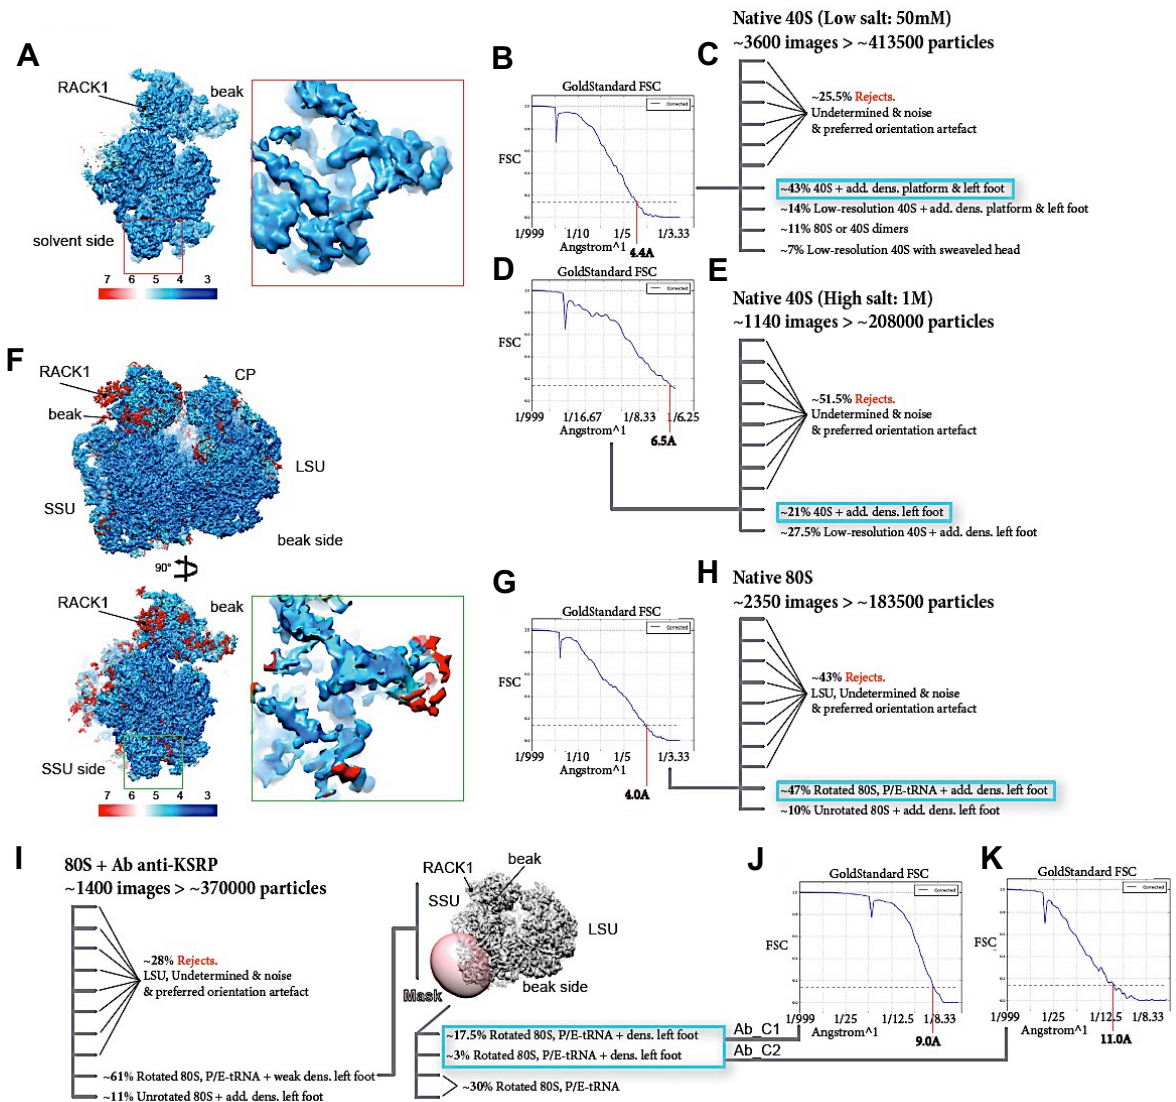 A
RACK1
beak
solvent side
7 6 5 4 3
B
GoldStandard FSC
Corrected
FSC
1/999 1/10 1/5 1/3.33
Angstrom^1
4.4A
C
Native 40S (Low salt: 50mM)
~3600 images > ~413500 particles
~25.5% Rejects.
Undetermined & noise
& preferred orientation artefact
~43% 40S + add. dens. platform & left foot
~14% Low-resolution 40S + add. dens. platform & left foot
~11% 80S or 40S dimers
~7% Low-resolution 40S with sweaveled head
D
GoldStandard FSC
FSC
1/999 1/16.67 1/8.33 1/6.25
Angstrom^1
6.5A
E
Native 40S (High salt: 1M)
~1140 images > ~208000 particles
~51.5% Rejects.
Undetermined & noise
& preferred orientation artefact
~21% 40S + add. dens. left foot
~27.5% Low-resolution 40S + add. dens. left foot
F
RACK1
CP
beak
LSU
SSU
beak side
90°
RACK1
beak
SSU side
7 6 5 4 3
G
GoldStandard FSC
Corrected
FSC
1/999 1/10 1/5 1/3.33
Angstrom^1
4.0A
H
Native 80S
~2350 images > ~183500 particles
~43% Rejects.
LSU, Undetermined & noise
& preferred orientation artefact
~47% Rotated 80S, P/E-tRNA + add. dens. left foot
~10% Unrotated 80S + add. dens. left foot
I
80S + Ab anti-KSRP
~1400 images > ~370000 particles
~28% Rejects.
LSU, Undetermined & noise
& preferred orientation artefact
~61% Rotated 80S, P/E-tRNA + weak dens. left foot
~11% Unrotated 80S + add. dens. left foot
beak
RACK1
SSU
LSU
Mask
beak side
~17.5% Rotated 80S, P/E-tRNA + dens. left foot
~3% Rotated 80S, P/E-tRNA + dens. left foot
~30% Rotated 80S, P/E-tRNA
Ab_C1
Ab_C2
J
GoldStandard FSC
Corrected
FSC
1/999 1/25 1/12.5 1/8.33
Angstrom^1
9.0A
K
GoldStandard FSC
Corrected
FSC
1/999 1/25 1/12.5 1/8.33
Angstrom^1
11.0A